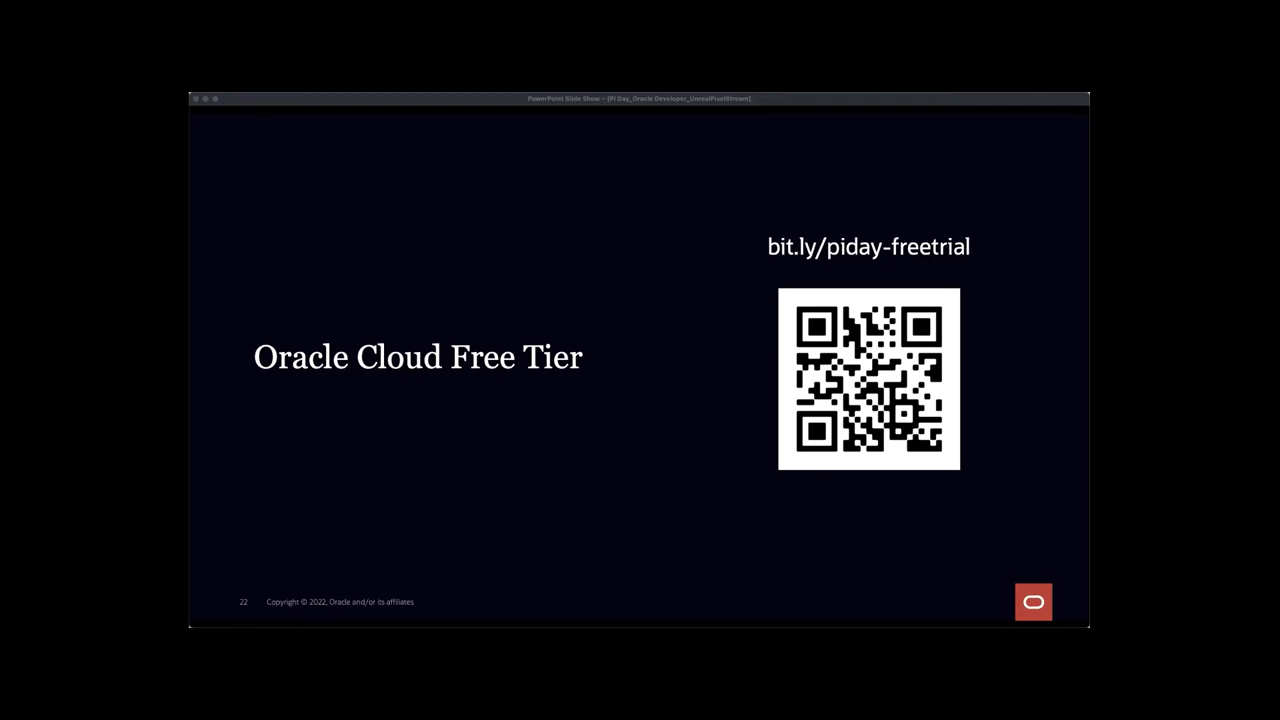 PowerPoint Slide Show - [Pi Day_Oracle Developer_UnrealPixelStream]
bit.ly/piday-freetrial
Oracle Cloud Free Tier
22 Copyright © 2022, Oracle and/or its affiliates